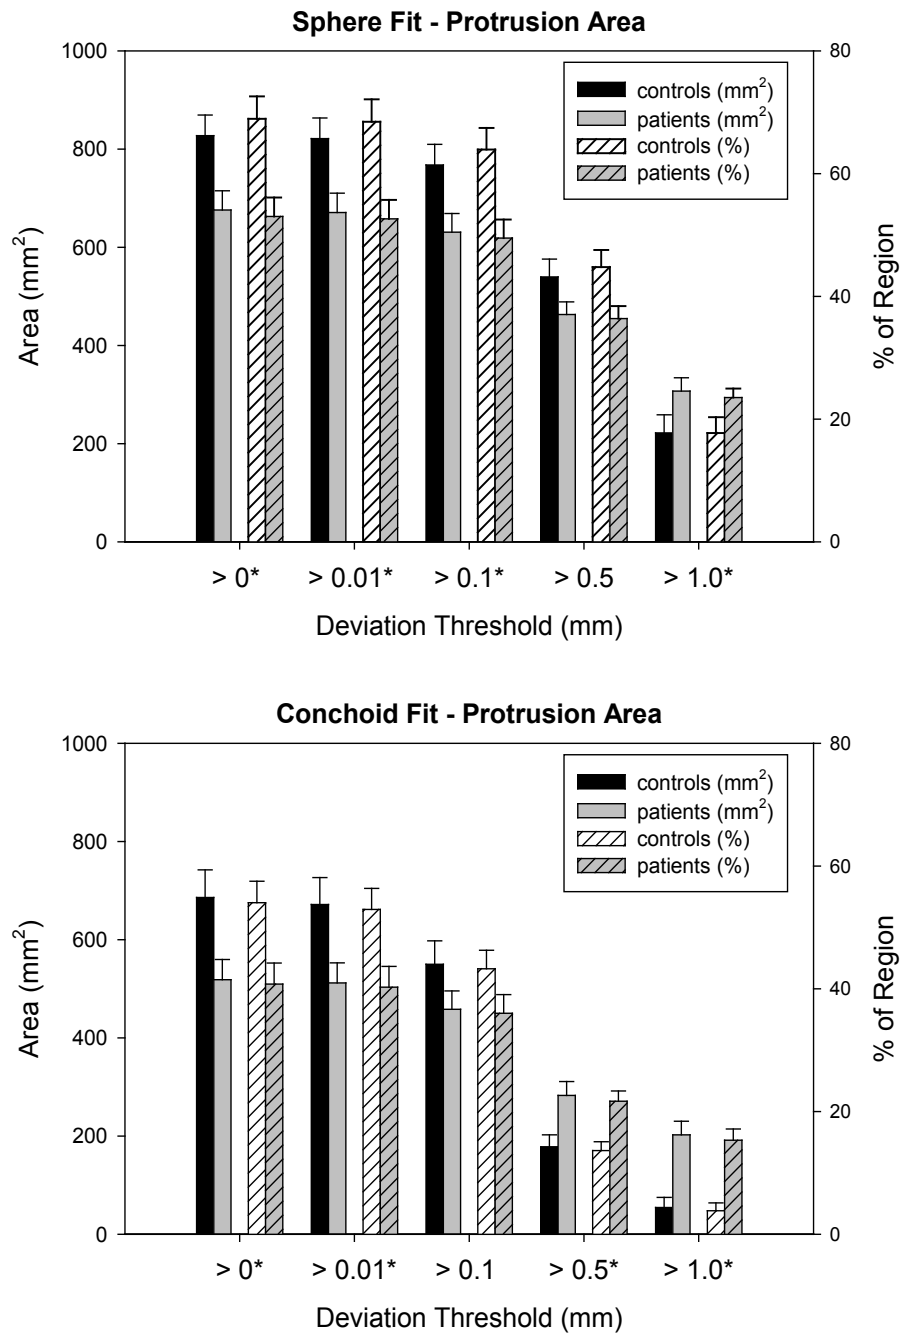 Sphere Fit - Protrusion Area
1000
800
600
400
200
0
Area (mm²)
controls (mm²)
patients (mm²)
controls (%)
patients (%)
80
60
40
20
0
% of Region
> 0* > 0.01* > 0.1* > 0.5 > 1.0*
Deviation Threshold (mm)
Conchoid Fit - Protrusion Area
1000
800
600
400
200
0
Area (mm²)
controls (mm²)
patients (mm²)
controls (%)
patients (%)
80
60
40
20
0
% of Region
> 0* > 0.01* > 0.1 > 0.5* > 1.0*
Deviation Threshold (mm)